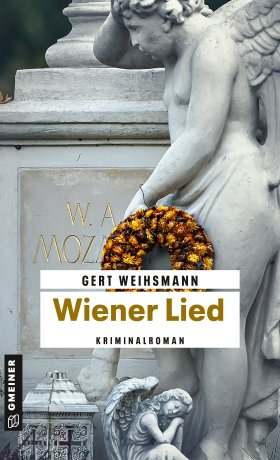 W. A.
MOZA
GERT WEIHSMANN
Wiener Lied
KRIMINALROMAN
GMEINER